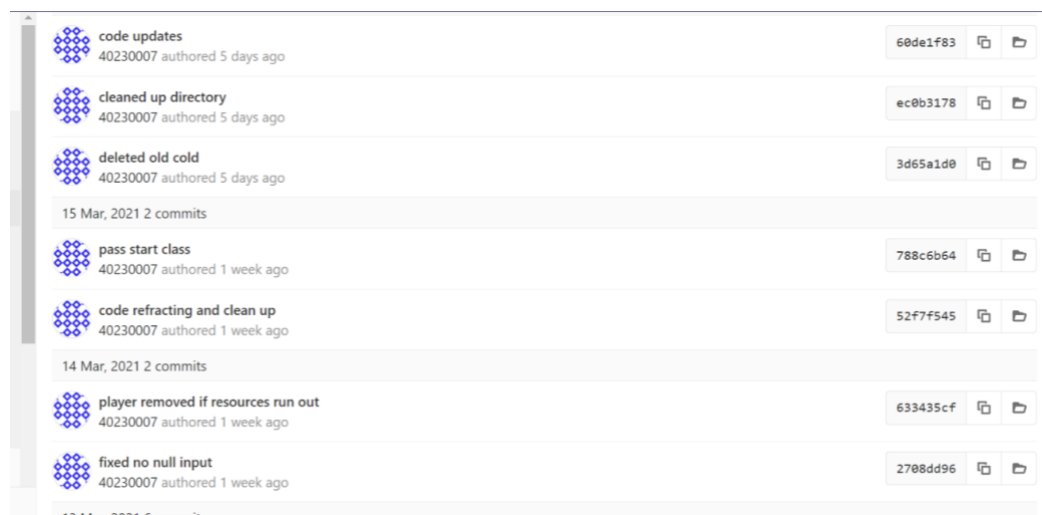 code updates
40230007 authored 5 days ago
60de1f83
cleaned up directory
40230007 authored 5 days ago
ec0b3178
deleted old cold
40230007 authored 5 days ago
3d65a1d0
15 Mar, 2021 2 commits
pass start class
40230007 authored 1 week ago
788c6b64
code refracting and clean up
40230007 authored 1 week ago
52f7f545
14 Mar, 2021 2 commits
player removed if resources run out
40230007 authored 1 week ago
633435cf
fixed no null input
40230007 authored 1 week ago
2708dd96